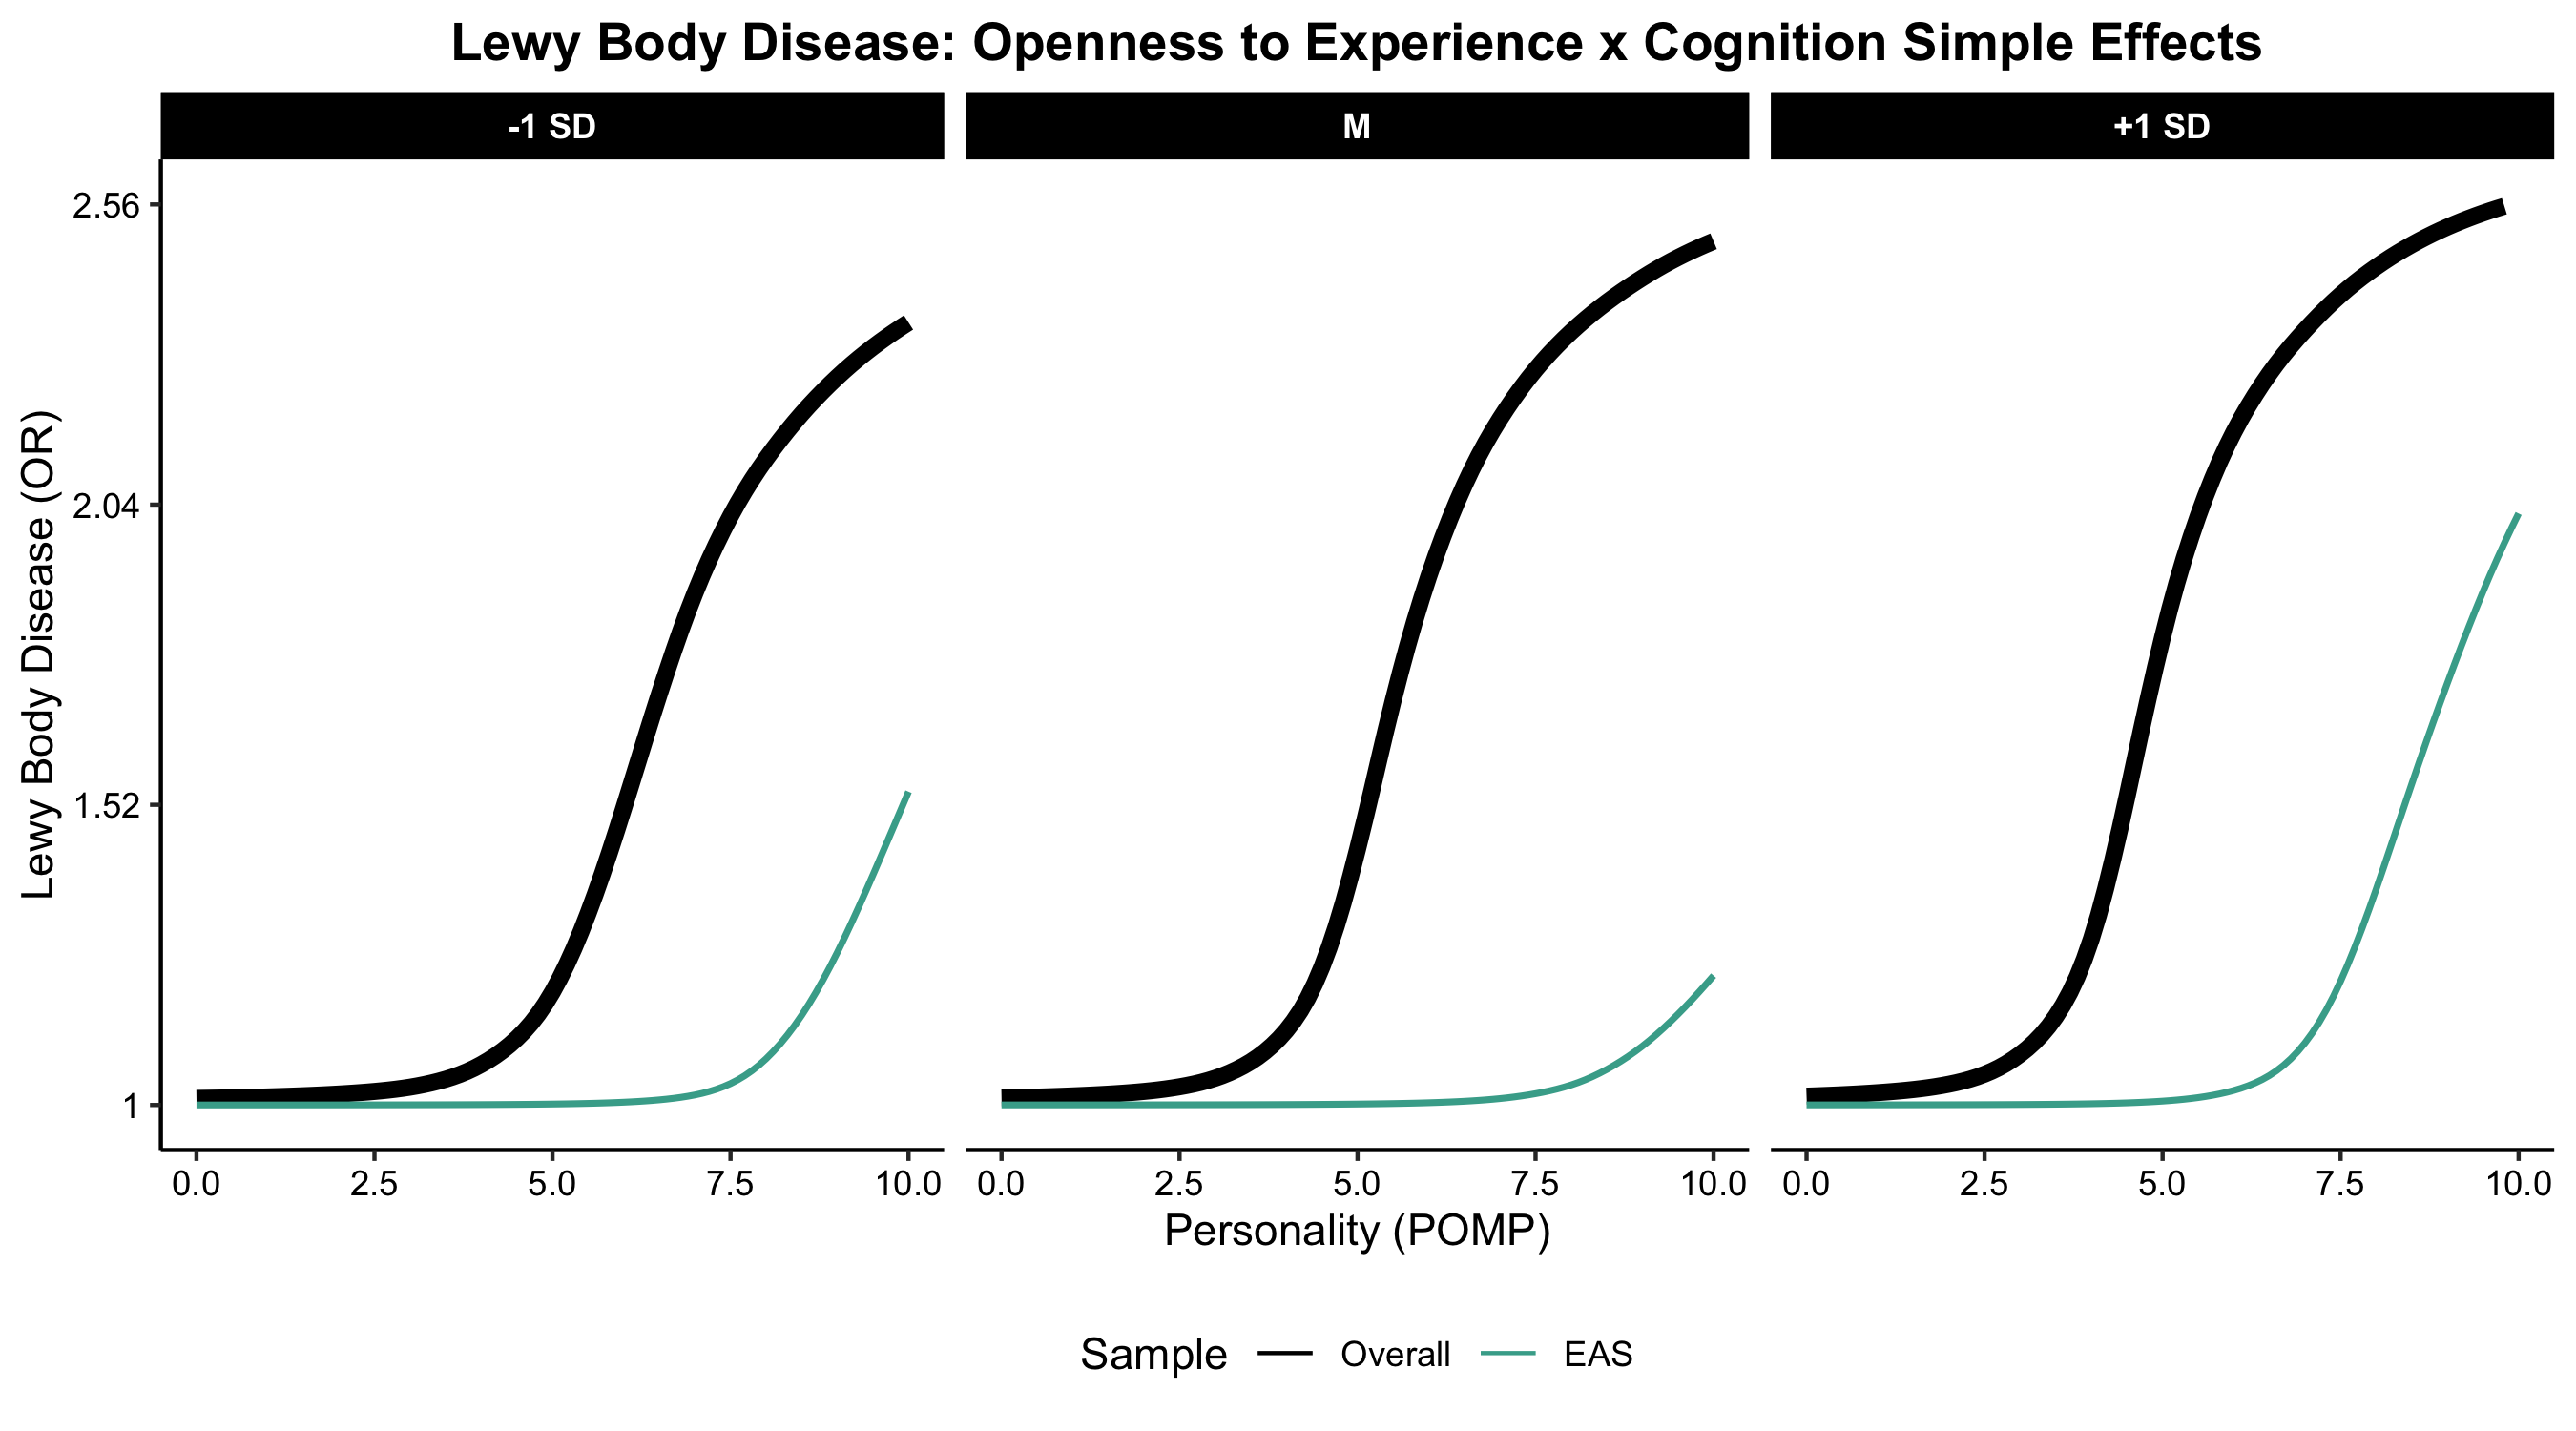 Lewy Body Disease: Openness to Experience x Cognition Simple Effects
-1 SD
M
+1 SD
Lewy Body Disease (OR)
2.56
2.04
1.52
1
0.0 2.5 5.0 7.5 10.0
0.0 2.5 5.0 7.5 10.0
0.0 2.5 5.0 7.5 10.0
Personality (POMP)
Sample Overall EAS